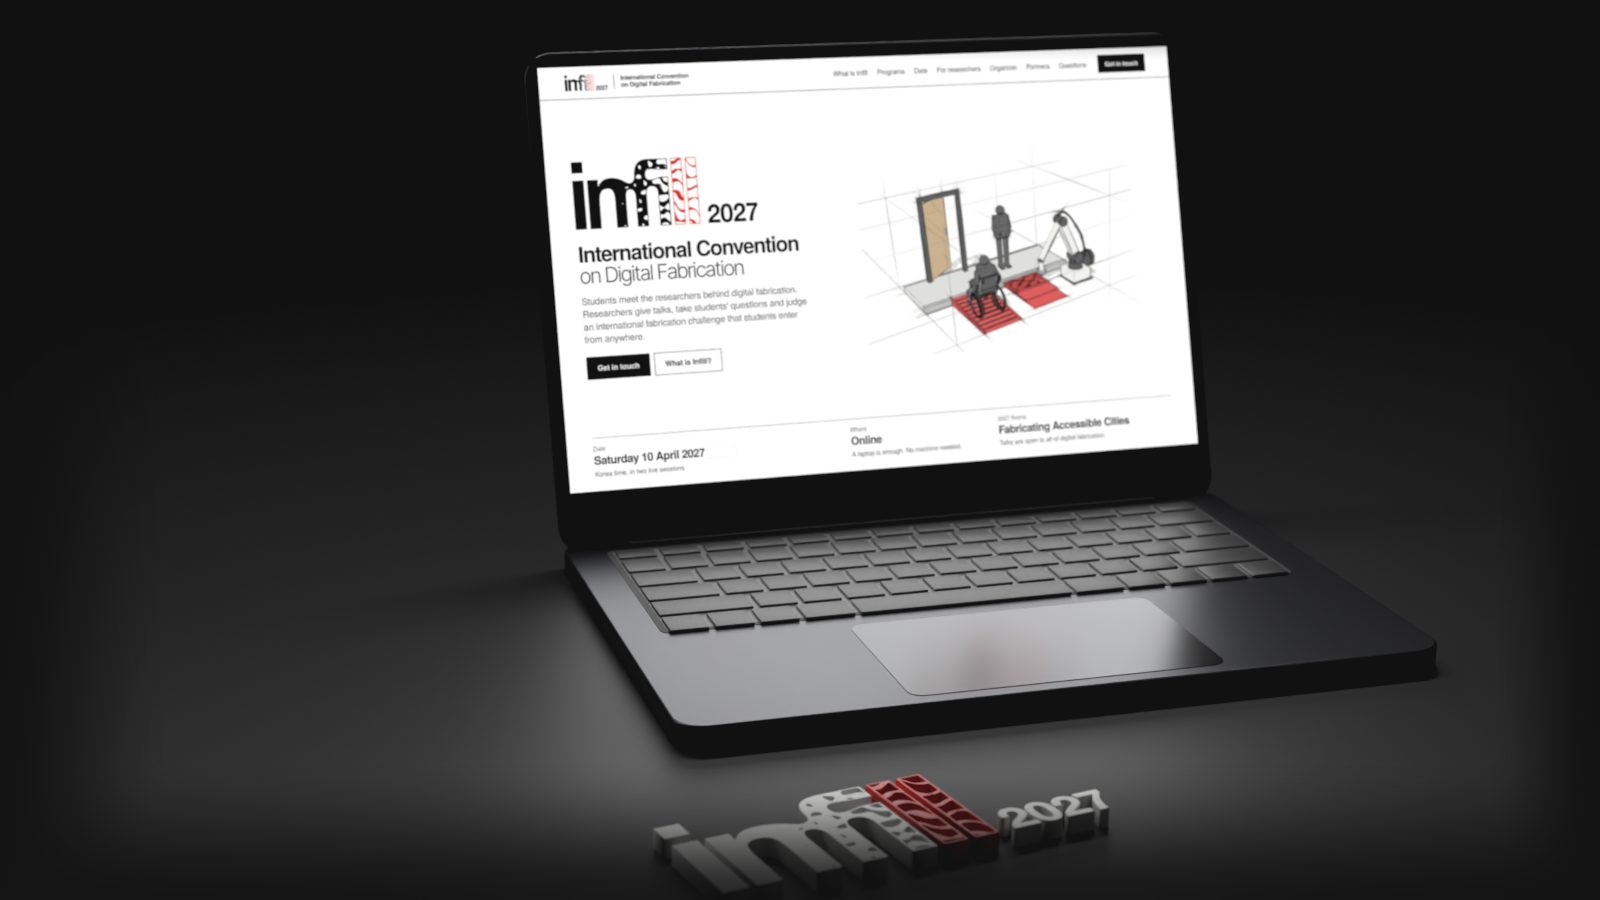 infill 2027 International Convention
on Digital Fabrication
What is Infill Programs Date For researchers Organizer Partners Questions Get in touch
infill 2027
International Convention
on Digital Fabrication
Students meet the researchers behind digital fabrication.
Researchers give talks, take students' questions and judge
an international fabrication challenge that students enter
from anywhere.
Get in touch What is Infill?
Date
Saturday 10 April 2027
Korea time, in two live sessions
Where
Online
A laptop is enough. No machine needed.
2027 theme
Fabricating Accessible Cities
Talks are open to all of digital fabrication.
infill 2027